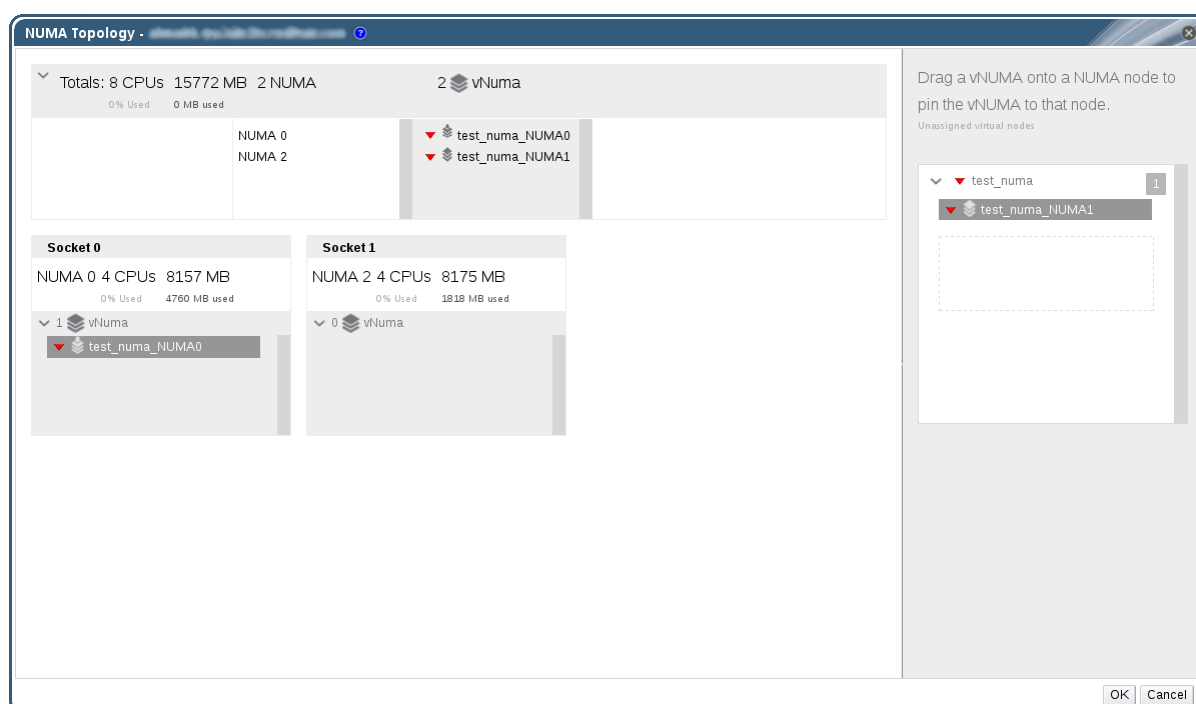 NUMA Topology -
Totals: 8 CPUs 15772 MB 2 NUMA 2 vNuma
0% Used 0 MB used
NUMA 0
NUMA 2
test_numa_NUMA0
test_numa_NUMA1
Socket 0
NUMA 0 4 CPUs 8157 MB
0% Used 4760 MB used
1 vNuma
test_numa_NUMA0
Socket 1
NUMA 2 4 CPUs 8175 MB
0% Used 1818 MB used
0 vNuma
Drag a vNUMA onto a NUMA node to
pin the vNUMA to that node.
Unassigned virtual nodes
test_numa 1
test_numa_NUMA1
OK Cancel